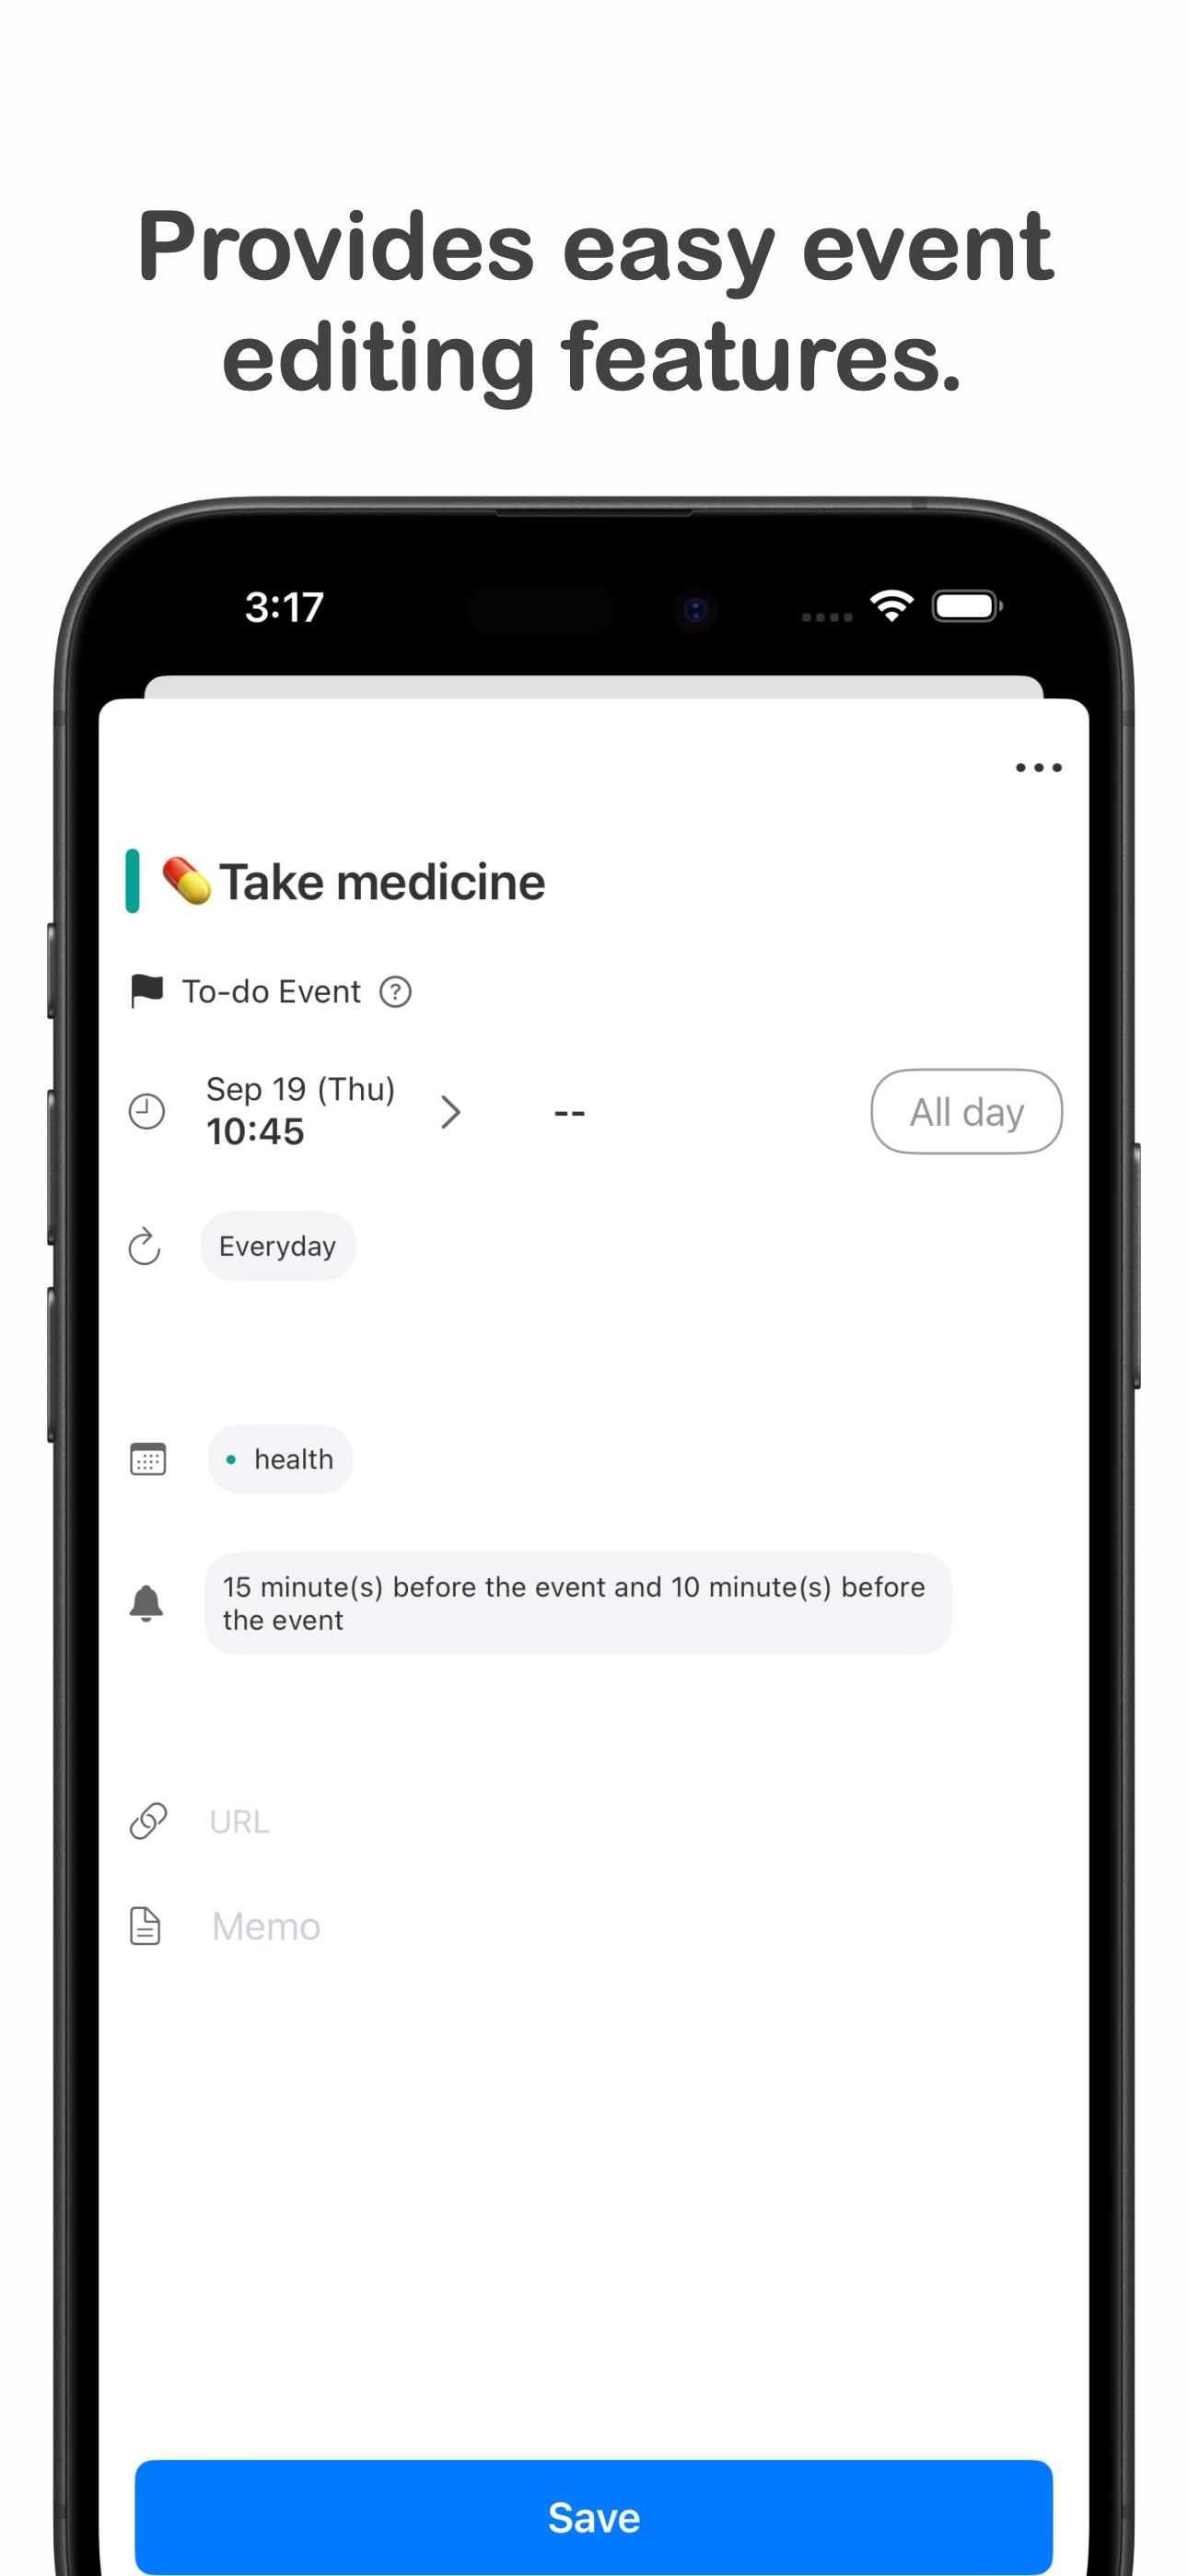 Provides easy event
editing features.
3:17
Take medicine
To-do Event ?
Sep 19 (Thu)
10:45
--
All day
Everyday
health
15 minute(s) before the event and 10 minute(s) before
the event
URL
Memo
Save